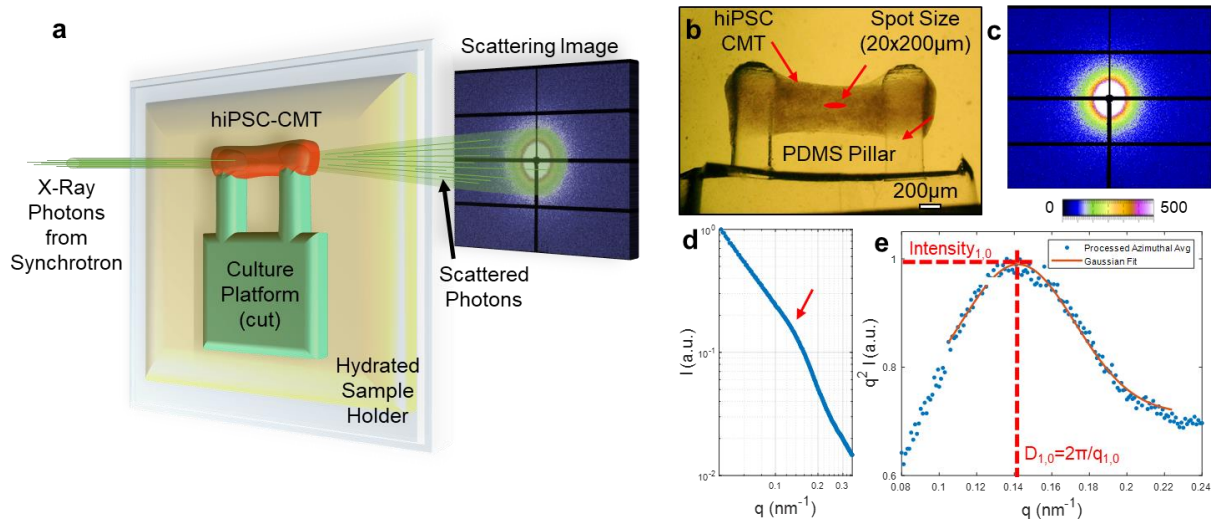 a
X-Ray
Photons
from
Synchrotron
hiPSC-CMT
Culture
Platform
(cut)
Hydrated
Sample
Holder
Scattering Image
Scattered
Photons
b
hiPSC
CMT
Spot Size
(20x200μm)
PDMS Pillar
200μm
c
0
500
d
I (a.u.)
10⁰
10⁻¹
10⁻²
0.1
0.2
0.3
q (nm⁻¹)
e
Intensity₁,₀
Processed Azimuthal Avg
Gaussian Fit
q² I (a.u.)
1
0.8
0.6
D₁,₀=2π/q₁,₀
0.08
0.1
0.12
0.14
0.16
0.18
0.2
0.22
0.24
q (nm⁻¹)